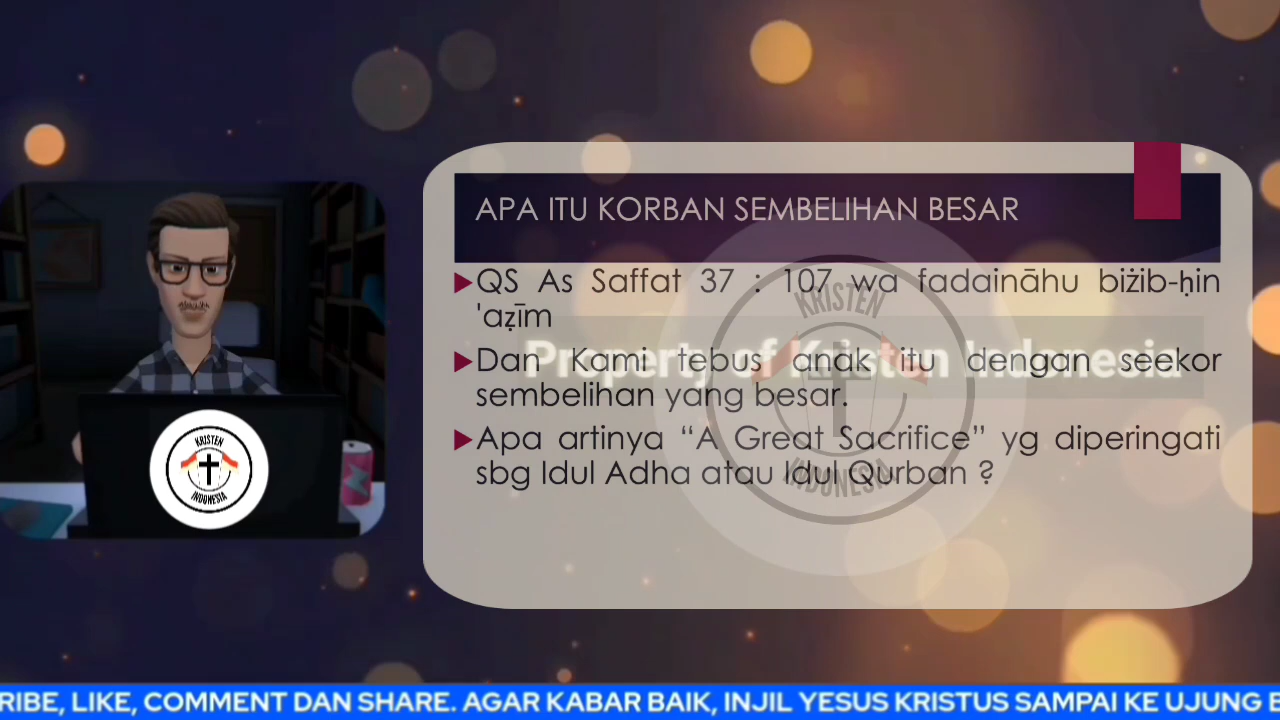 APA ITU KORBAN SEMBELIHAN BESAR
QS As Saffat 37 : 107 wa fadaināhu biżib-ḥin
'aẓīm
Dan Kami tebus anak itu dengan seekor
sembelihan yang besar.
Apa artinya “A Great Sacrifice” yg diperingati
sbg Idul Adha atau Idul Qurban ?
Property of Kristen Indonesia
KRISTEN
INDONESIA
KRISTEN
INDONESIA
RIBE, LIKE, COMMENT DAN SHARE. AGAR KABAR BAIK, INJIL YESUS KRISTUS SAMPAI KE UJUNG